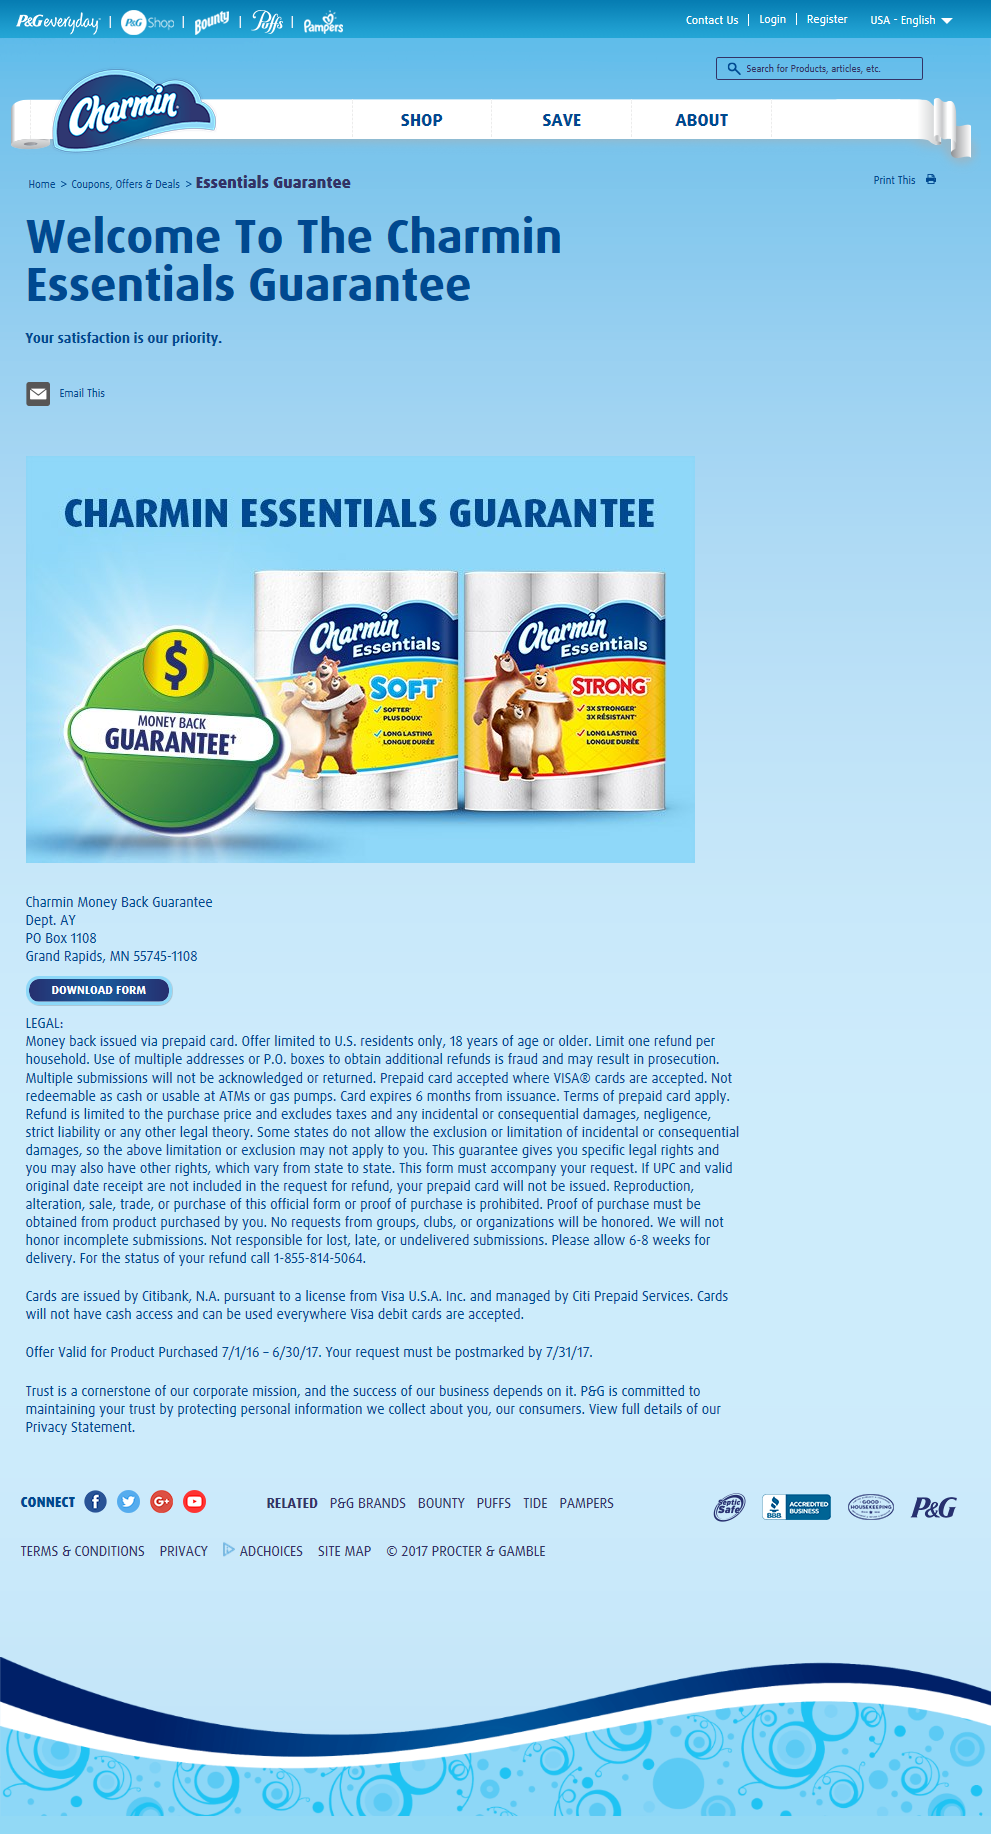 P&G everyday | P&G Shop | Bounty | Puffs | Pampers
Contact Us | Login | Register USA - English
Search for Products, articles, etc.
Charmin
SHOP SAVE ABOUT
Home > Coupons, Offers & Deals > Essentials Guarantee
Print This
Welcome To The Charmin
Essentials Guarantee
Your satisfaction is our priority.
Email This
CHARMIN ESSENTIALS GUARANTEE
$
MONEY BACK
GUARANTEE†
Charmin
Essentials
SOFT™
SOFTER*
PLUS DOUX*
LONG LASTING
LONGUE DURÉE
Charmin
Essentials
STRONG™
3X STRONGER*
3X RÉSISTANT*
LONG LASTING
LONGUE DURÉE
Charmin Money Back Guarantee
Dept. AY
PO Box 1108
Grand Rapids, MN 55745-1108
DOWNLOAD FORM
LEGAL:
Money back issued via prepaid card. Offer limited to U.S. residents only, 18 years of age or older. Limit one refund per
household. Use of multiple addresses or P.O. boxes to obtain additional refunds is fraud and may result in prosecution.
Multiple submissions will not be acknowledged or returned. Prepaid card accepted where VISA® cards are accepted. Not
redeemable as cash or usable at ATMs or gas pumps. Card expires 6 months from issuance. Terms of prepaid card apply.
Refund is limited to the purchase price and excludes taxes and any incidental or consequential damages, negligence,
strict liability or any other legal theory. Some states do not allow the exclusion or limitation of incidental or consequential
damages, so the above limitation or exclusion may not apply to you. This guarantee gives you specific legal rights and
you may also have other rights, which vary from state to state. This form must accompany your request. If UPC and valid
original date receipt are not included in the request for refund, your prepaid card will not be issued. Reproduction,
alteration, sale, trade, or purchase of this official form or proof of purchase is prohibited. Proof of purchase must be
obtained from product purchased by you. No requests from groups, clubs, or organizations will be honored. We will not
honor incomplete submissions. Not responsible for lost, late, or undelivered submissions. Please allow 6-8 weeks for
delivery. For the status of your refund call 1-855-814-5064.
Cards are issued by Citibank, N.A. pursuant to a license from Visa U.S.A. Inc. and managed by Citi Prepaid Services. Cards
will not have cash access and can be used everywhere Visa debit cards are accepted.
Offer Valid for Product Purchased 7/1/16 – 6/30/17. Your request must be postmarked by 7/31/17.
Trust is a cornerstone of our corporate mission, and the success of our business depends on it. P&G is committed to
maintaining your trust by protecting personal information we collect about you, our consumers. View full details of our
Privacy Statement.
CONNECT f G+
RELATED P&G BRANDS BOUNTY PUFFS TIDE PAMPERS
Septic
Safe
BBB
ACCREDITED
BUSINESS
GOOD
HOUSEKEEPING
P&G
TERMS & CONDITIONS PRIVACY ADCHOICES SITE MAP © 2017 PROCTER & GAMBLE